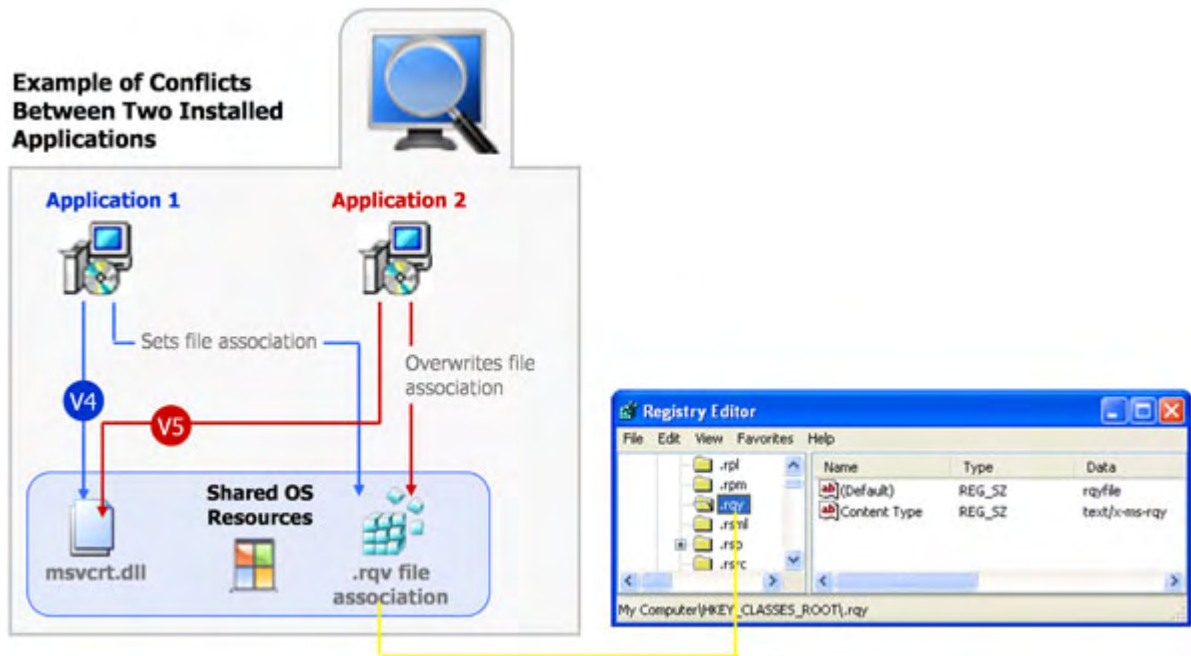 Example of Conflicts
Between Two Installed
Applications
Application 1
Application 2
Sets file association
Overwrites file
association
V4
V5
Shared OS
Resources
msvcrt.dll
.rqv file
association
Registry Editor
File Edit View Favorites Help
.rpl
.rpm
.rqy
.rsml
.rsp
.rsrc
Name Type Data
(Default) REG_SZ rqyfile
Content Type REG_SZ text/x-ms-rqy
My Computer\HKEY_CLASSES_ROOT\.rqy